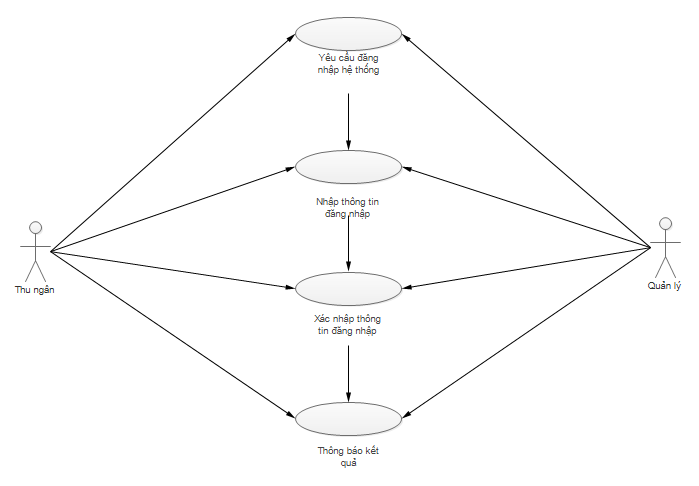 Yêu cầu đăng
nhập hệ thống
Nhập thông tin
đăng nhập
Thu ngân
Quản lý
Xác nhập thông
tin đăng nhập
Thông báo kết
quả